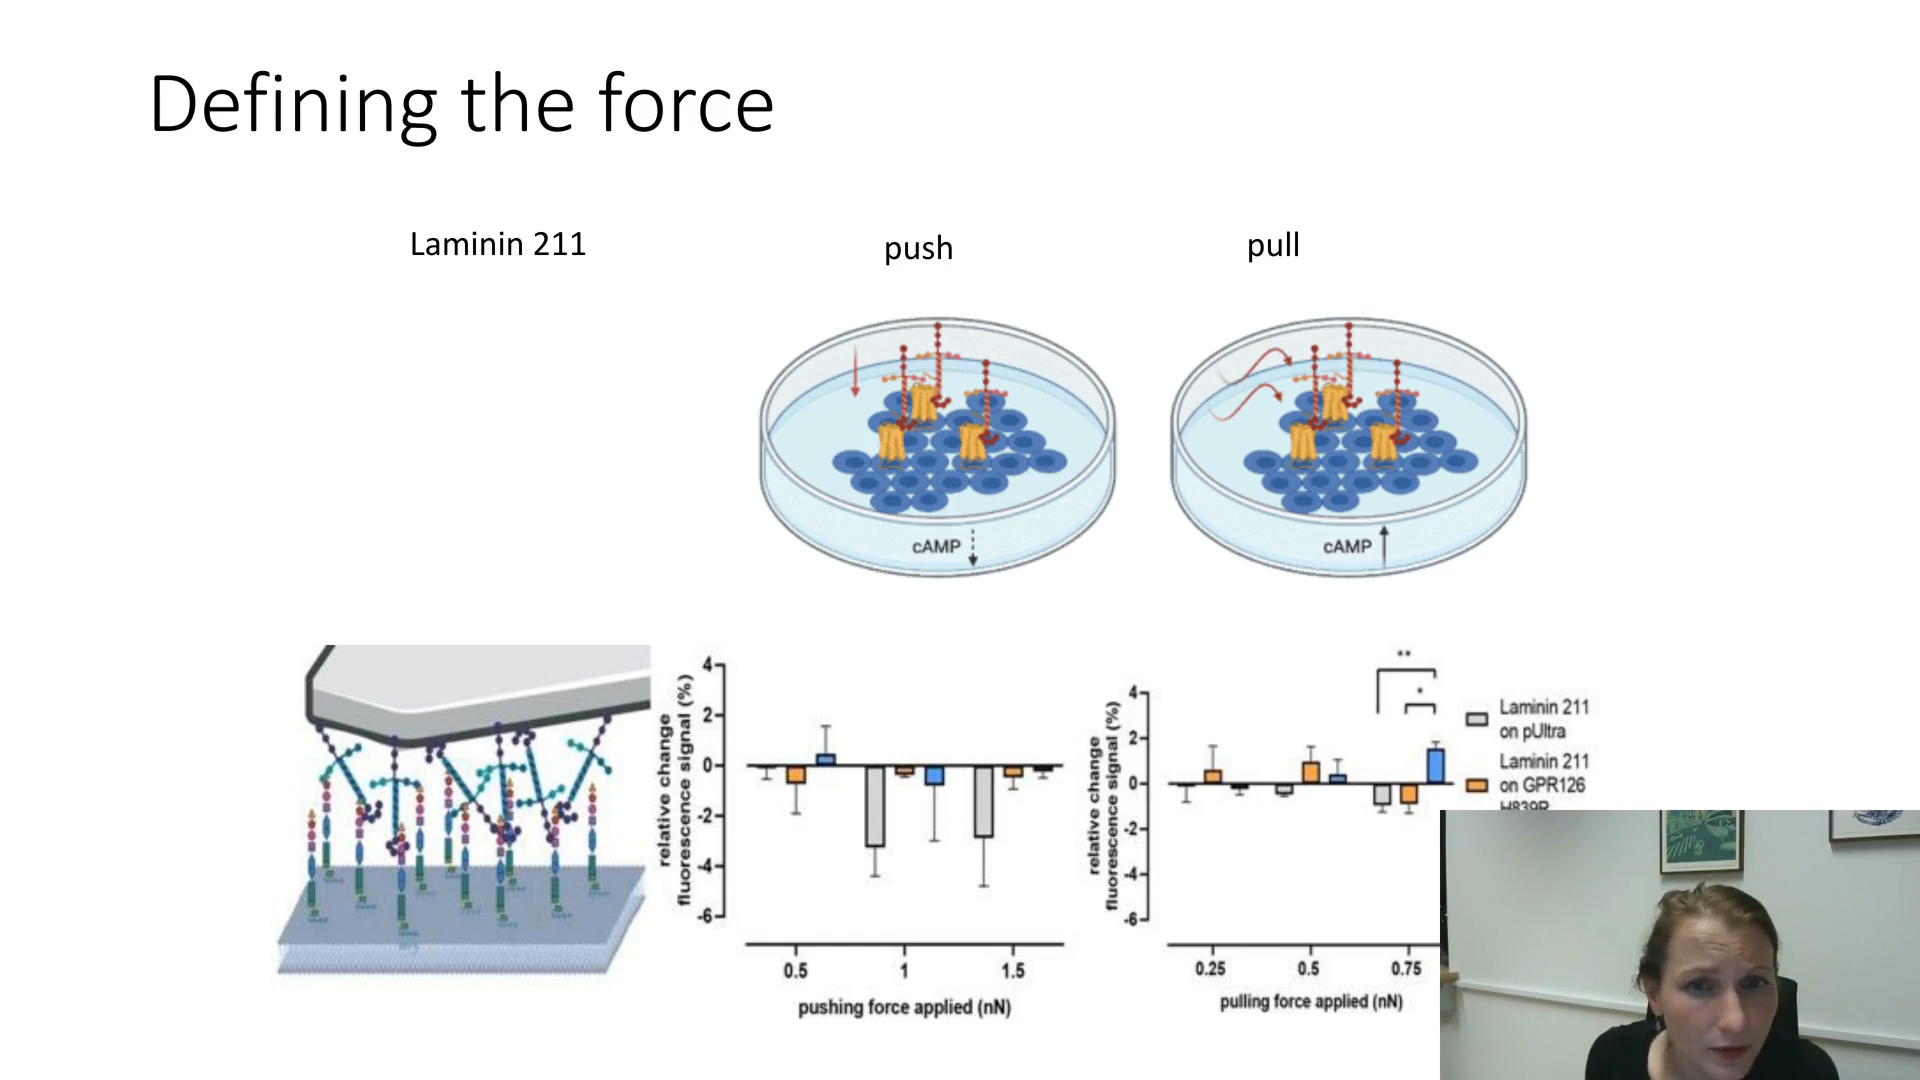 Defining the force
Laminin 211
push
pull
cAMP
cAMP
relative change
fluorescence signal (%)
4
2
0
-2
-4
-6
0.5
1
1.5
pushing force applied (nN)
relative change
fluorescence signal (%)
4
2
0
-2
-4
-6
**
*
0.25
0.5
0.75
pulling force applied (nN)
Laminin 211
on pUltra
Laminin 211
on GPR126
H839R